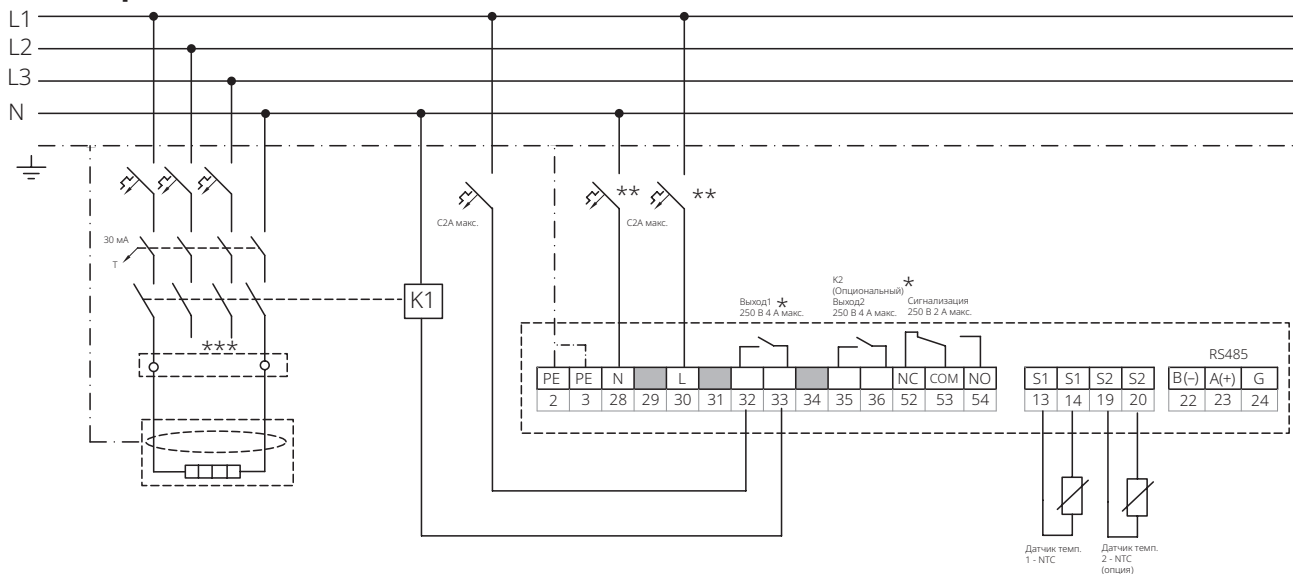 L1
L2
L3
N
**
**
C2A макс.
C2A макс.
30 мА
T
K1
K2
(Опциональный) *
Выход1 *
Выход2
Сигнализация
250 В 4 А макс.
250 В 4 А макс.
250 В 2 А макс.
***
RS485
PE PE N L NC COM NO S1 S1 S2 S2 B(–) A(+) G
2 3 28 29 30 31 32 33 34 35 36 52 53 54 13 14 19 20 22 23 24
Датчик темп.
1 - NTC
Датчик темп.
2 - NTC
(опция)